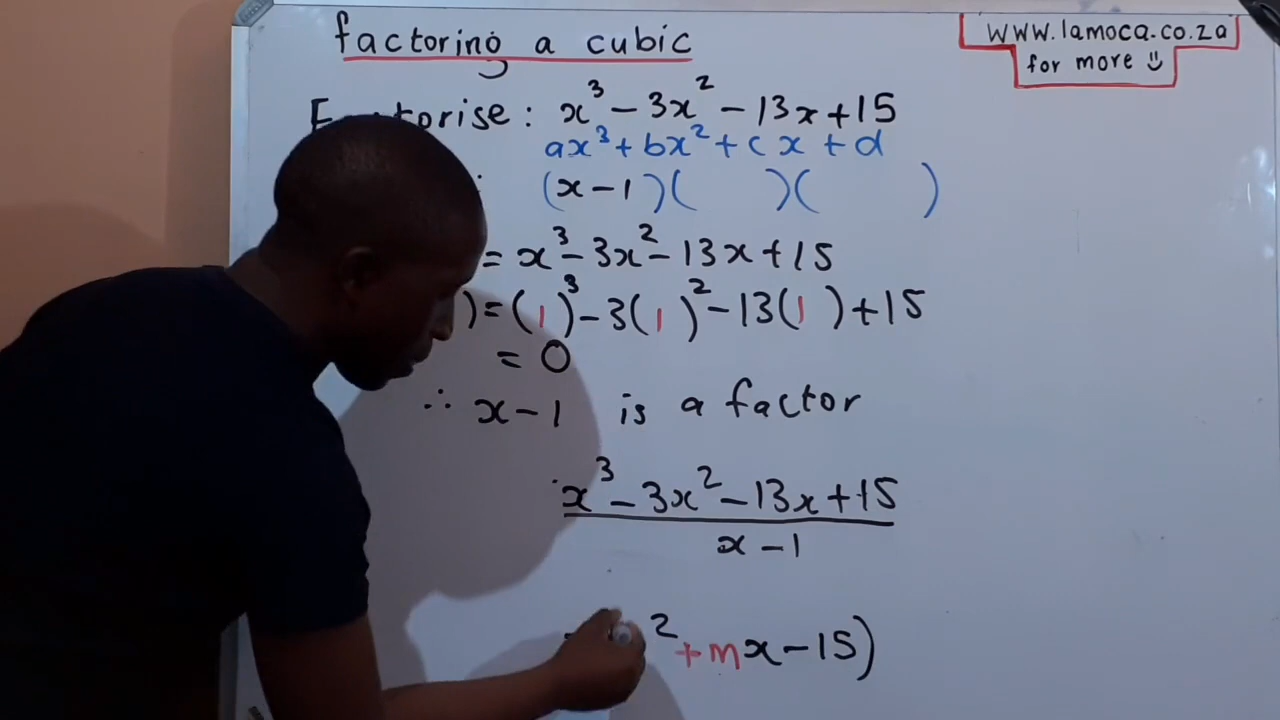 factoring a cubic
www.lamoca.co.za
for more
: x³ - 3x² - 13x + 15
ax³ + bx² + cx + d
(x - 1)( )( )
= x³ - 3x² - 13x + 15
) = (1)³ - 3(1)² - 13(1) + 15
= 0
∴ x - 1 is a factor
x³ - 3x² - 13x + 15
x - 1
² + mx - 15)